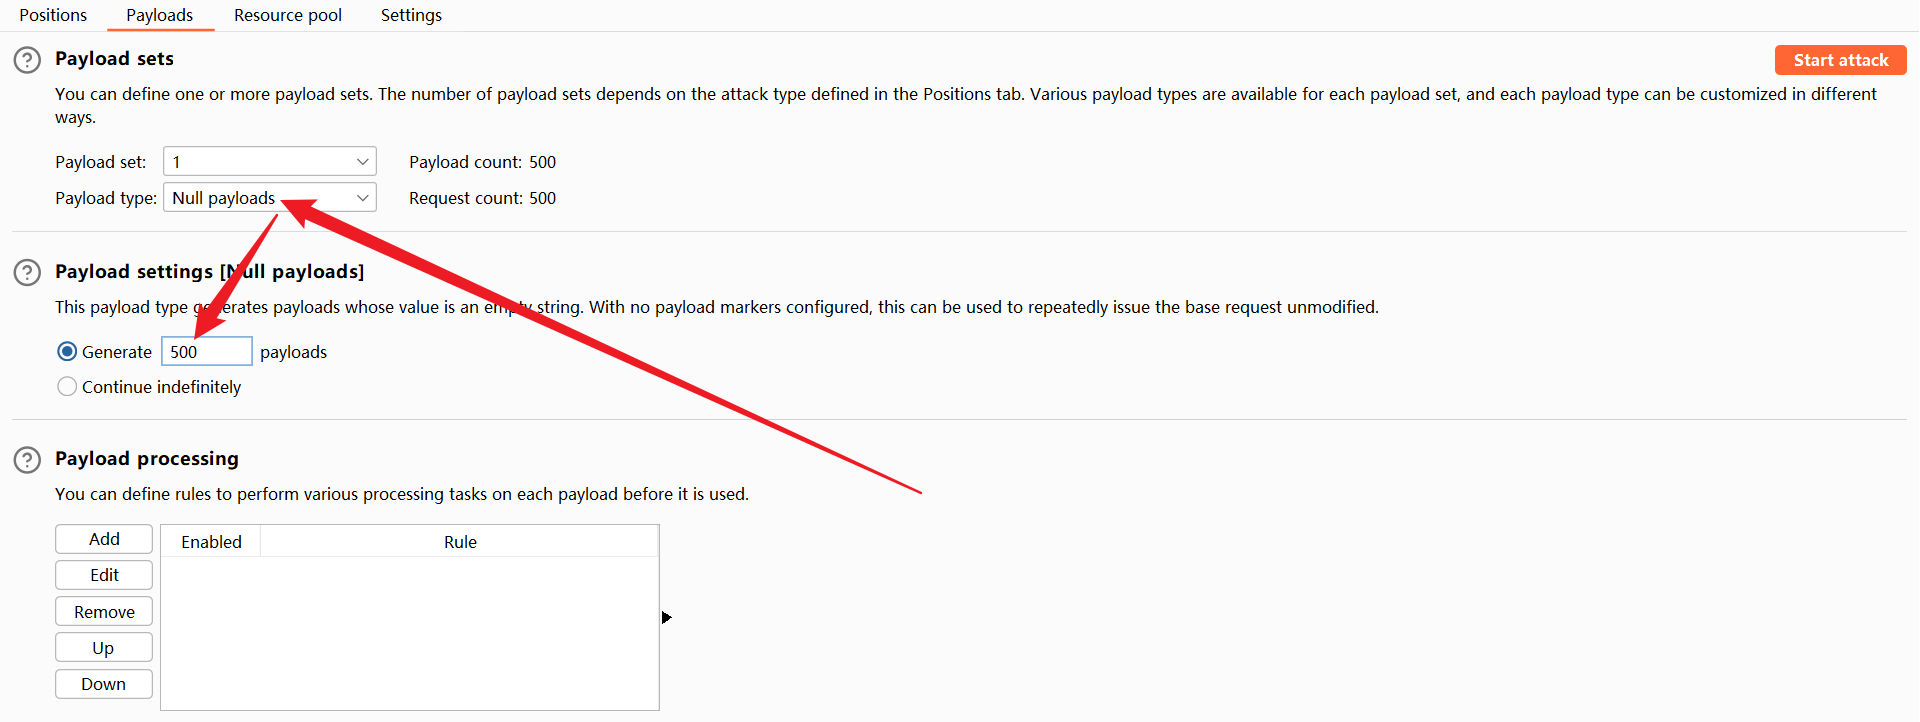 Positions Payloads Resource pool Settings
Payload sets
Start attack
You can define one or more payload sets. The number of payload sets depends on the attack type defined in the Positions tab. Various payload types are available for each payload set, and each payload type can be customized in different
ways.
Payload set: 1 Payload count: 500
Payload type: Null payloads Request count: 500
Payload settings [Null payloads]
This payload type generates payloads whose value is an empty string. With no payload markers configured, this can be used to repeatedly issue the base request unmodified.
Generate 500 payloads
Continue indefinitely
Payload processing
You can define rules to perform various processing tasks on each payload before it is used.
Add
Enabled Rule
Edit
Remove
Up
Down